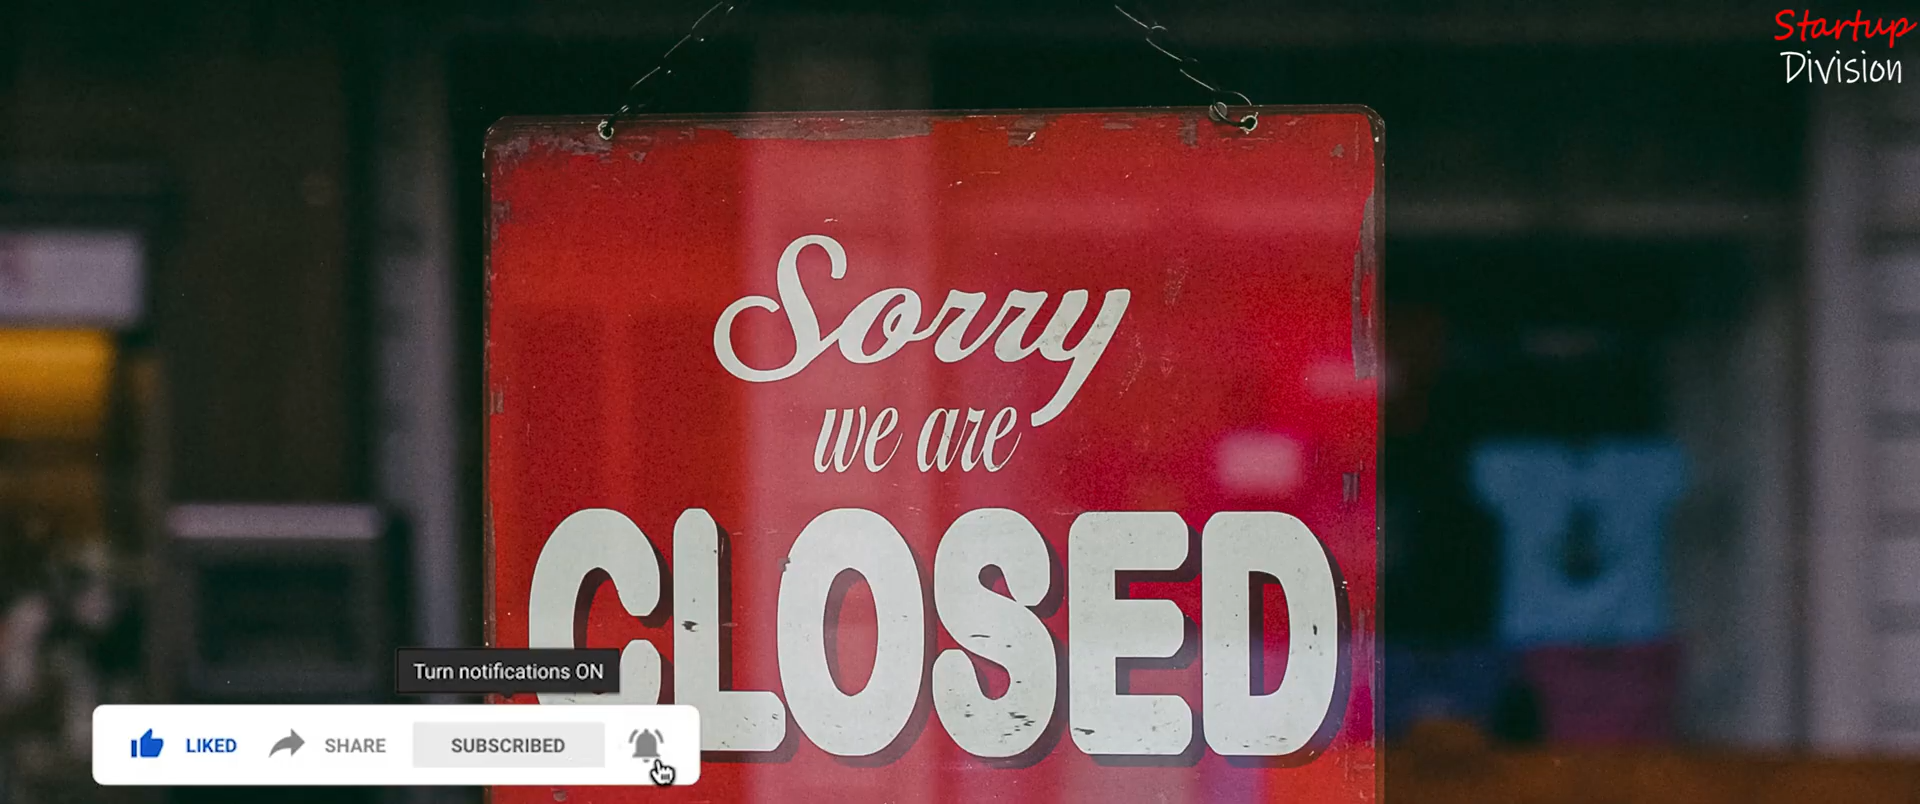 Startup
Division
Sorry
we are
CLOSED
Turn notifications ON
LIKED SHARE SUBSCRIBED